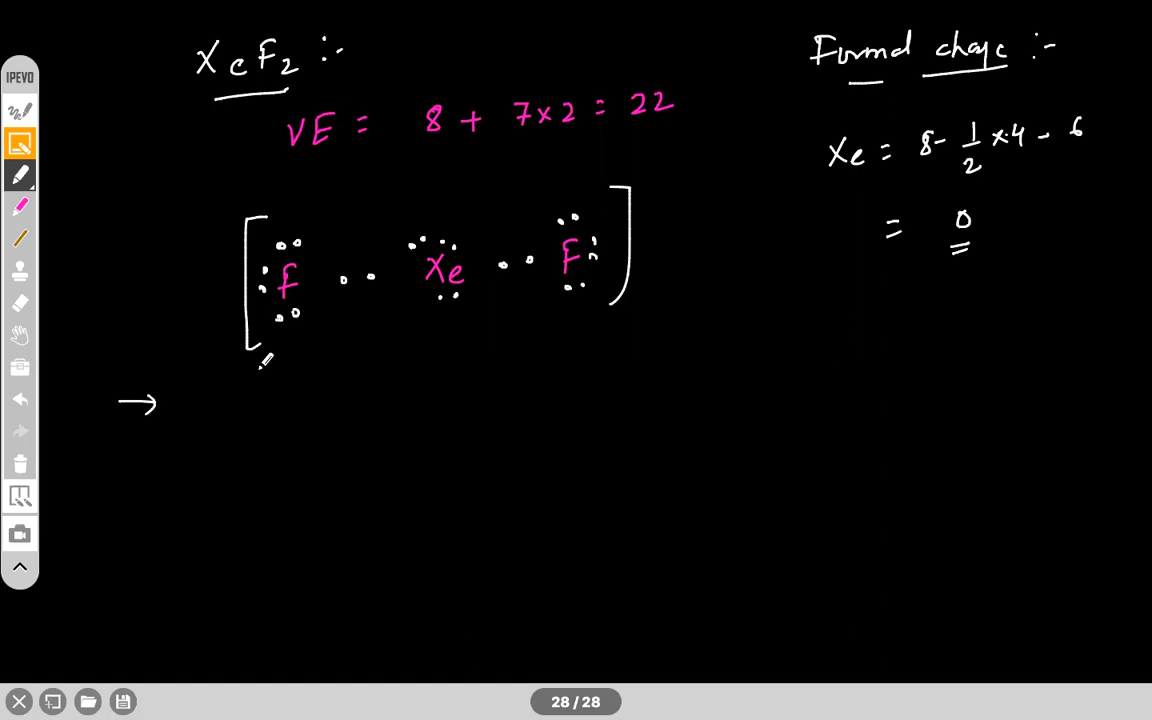 XeF2 :-
VE = 8 + 7×2 = 22
F Xe F
→
Formal charge :-
Xe = 8 - 1/2 × 4 - 6
= 0
IPEVO
28 / 28